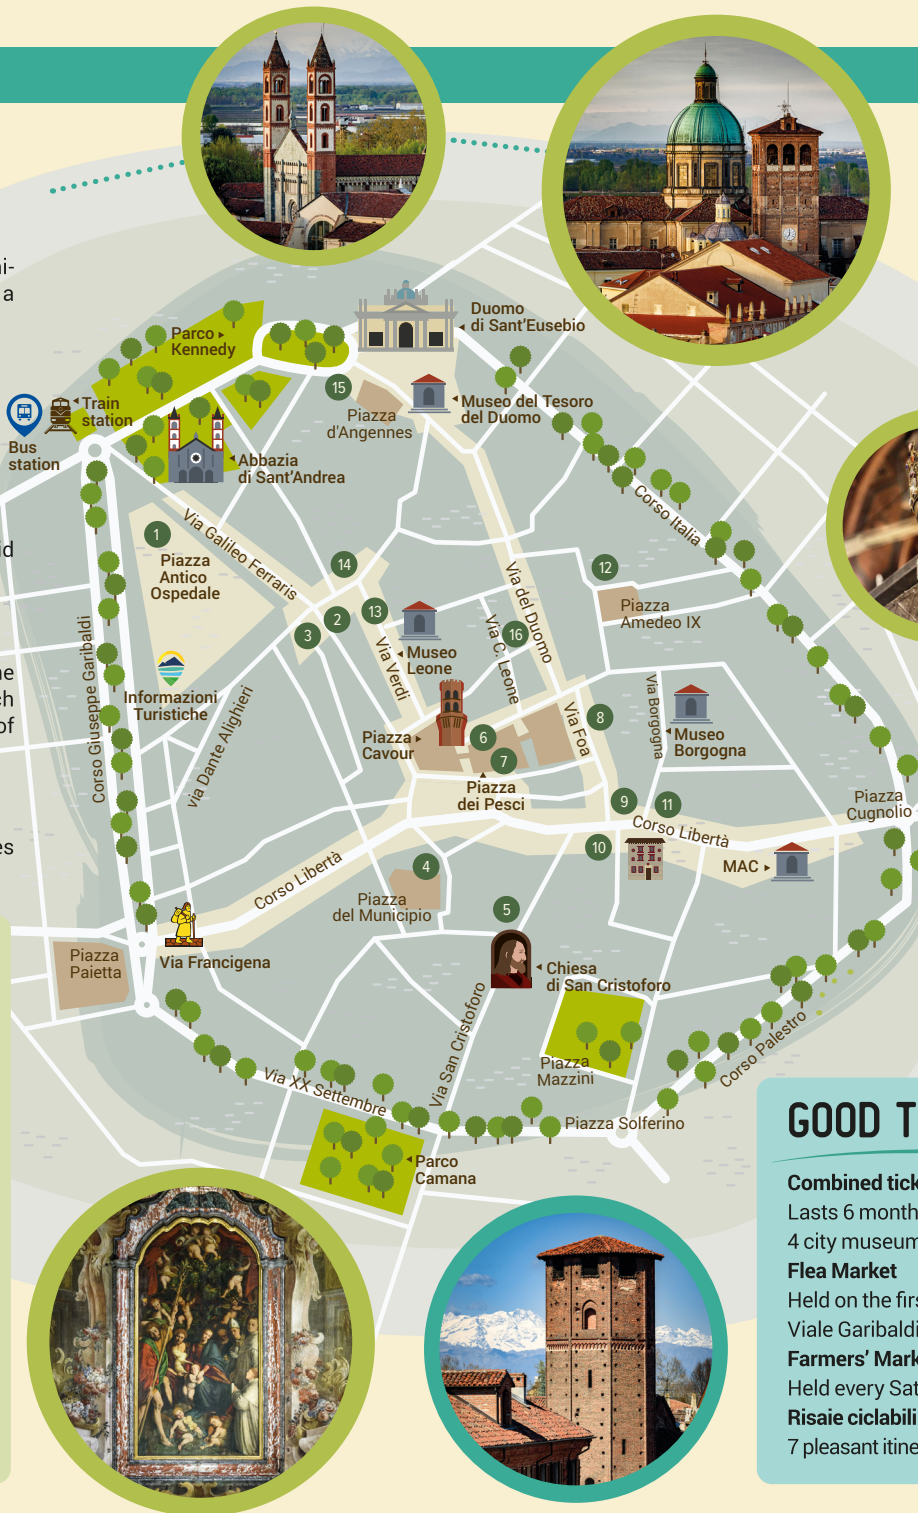 Duomo
di Sant'Eusebio
Parco
Kennedy
15
Train
station
Museo del Tesoro
del Duomo
Piazza
d'Angennes
Bus
station
Abbazia
di Sant'Andrea
Corso Italia
Via Galileo Ferraris
1
Piazza
Antico
Ospedale
14
12
Via del Duomo
Piazza
Amedeo IX
13
2
3
16
Museo
Leone
Via Verdi
Via C. Leone
Corso Giuseppe Garibaldi
Informazioni
Turistiche
via Dante Alighieri
Via Borgogna
Via Foa
8
Museo
Borgogna
Piazza
Cavour
6
7
Piazza
dei Pesci
9
11
Piazza
Cugnolio
Corso Libertà
10
MAC
4
Corso Libertà
Piazza
del Municipio
5
Piazza
Paietta
Via Francigena
Chiesa
di San Cristoforo
Via San Cristoforo
Corso Palestro
Piazza
Mazzini
Via XX Settembre
Piazza Solferino
Parco
Camana
GOOD T
Combined tick
Lasts 6 month
4 city museum
Flea Market
Held on the firs
Viale Garibaldi
Farmers' Mark
Held every Sat
Risaie ciclabili
7 pleasant itine